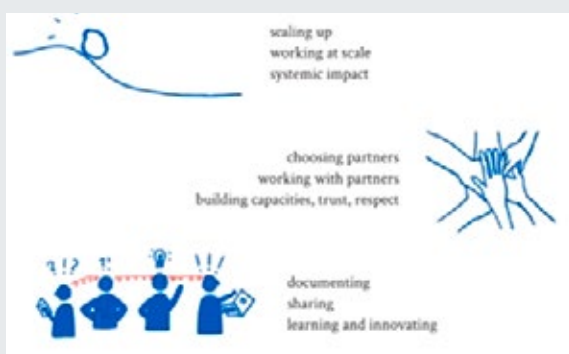 scaling up
working at scale
systemic impact
choosing partners
working with partners
building capacities, trust, respect
?!?
!!
!!!
documenting
sharing
learning and innovating